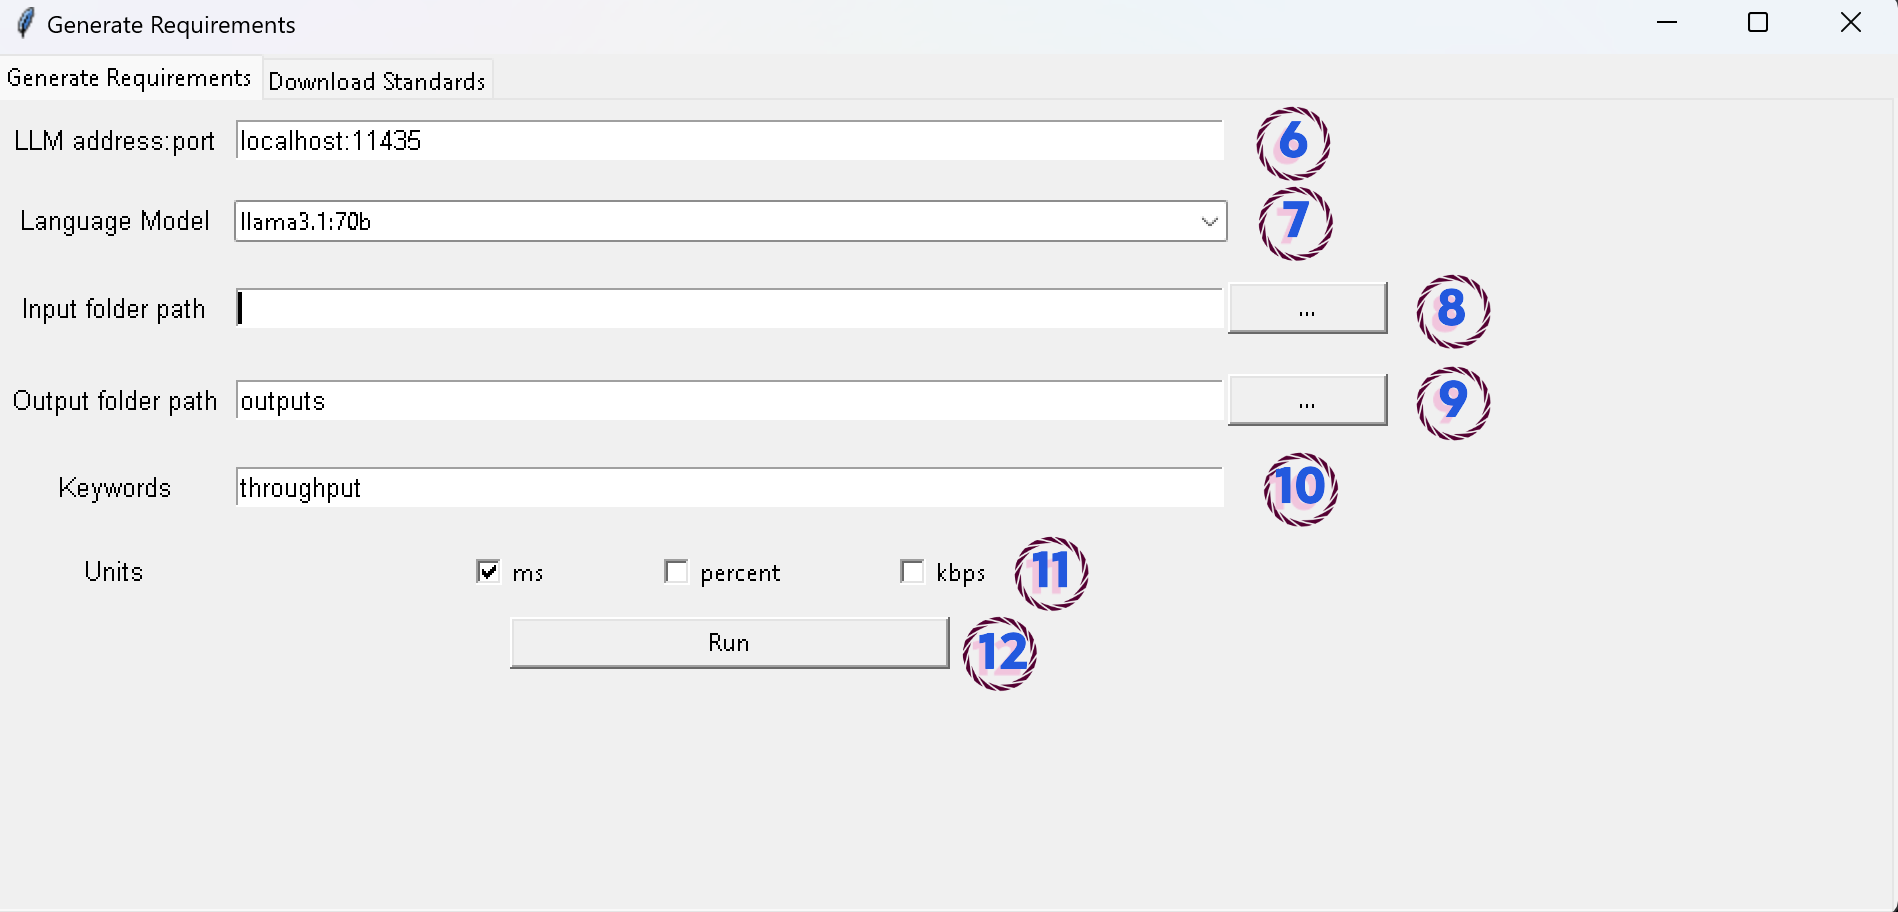 Generate Requirements
Generate Requirements Download Standards
LLM address:port localhost:11435 6
Language Model llama3.1:70b 7
Input folder path ... 8
Output folder path outputs ... 9
Keywords throughput 10
Units ms percent kbps 11
Run 12